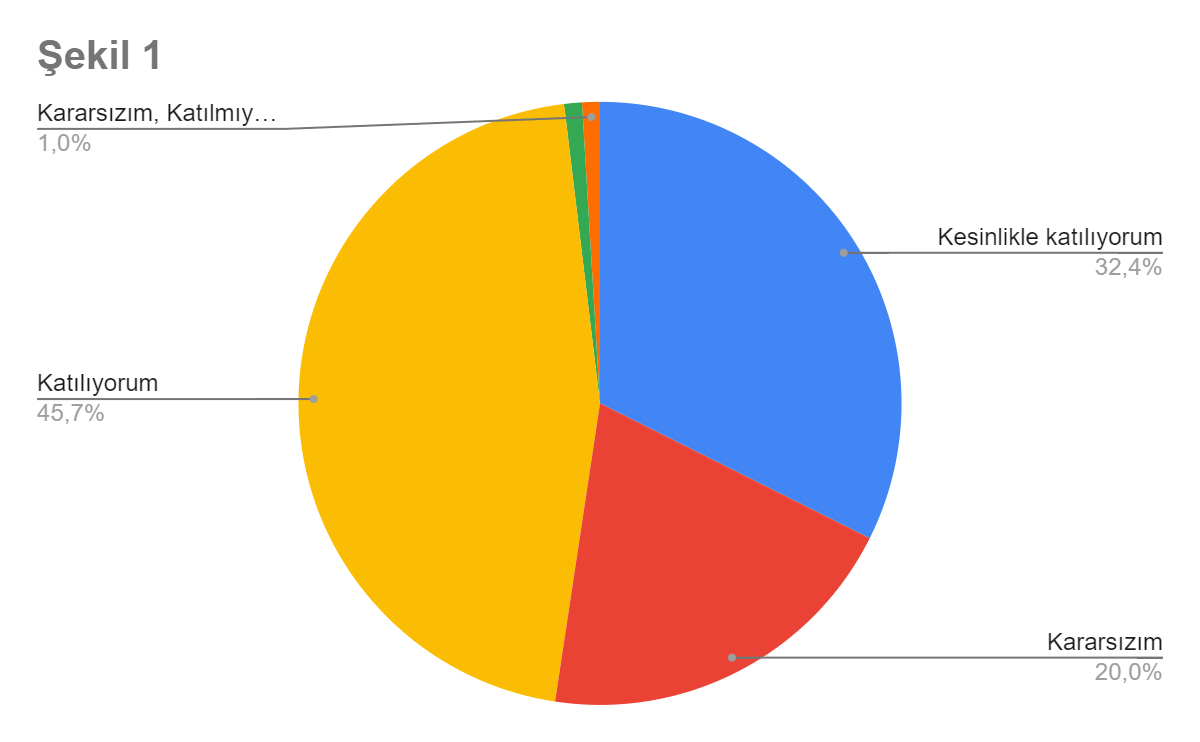 Şekil 1
Kararsızım, Katılmıy…
1,0%
Kesinlikle katılıyorum
32,4%
Katılıyorum
45,7%
Kararsızım
20,0%